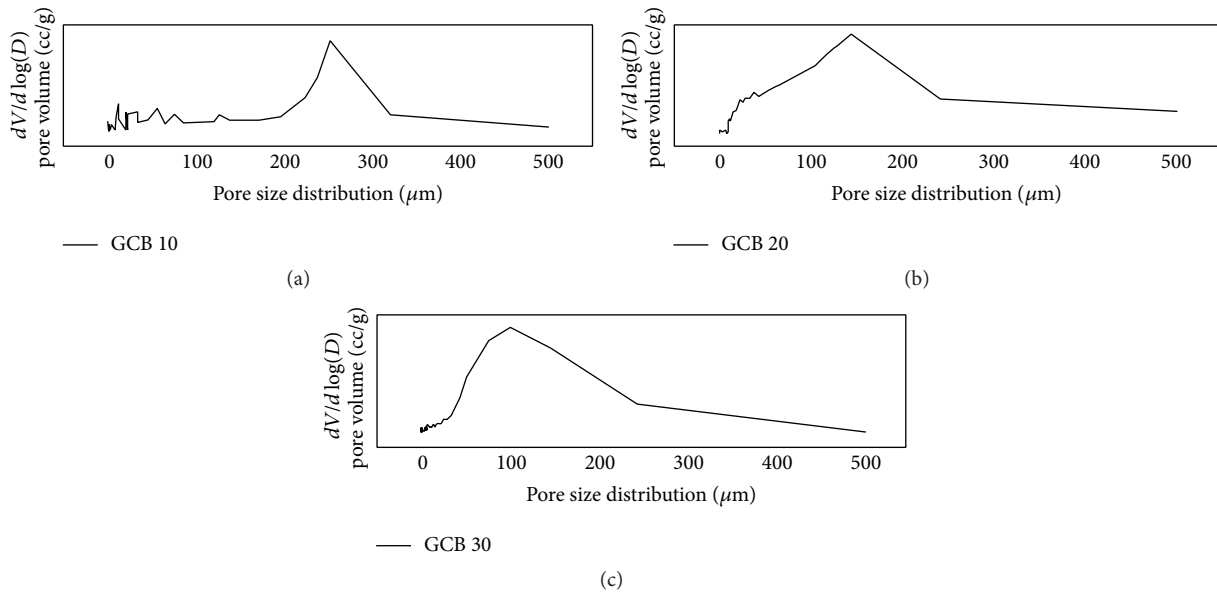 dV/d log(D)
pore volume (cc/g)
0 100 200 300 400 500
Pore size distribution (μm)
GCB 10
(a)
dV/d log(D)
pore volume (cc/g)
0 100 200 300 400 500
Pore size distribution (μm)
GCB 20
(b)
dV/d log(D)
pore volume (cc/g)
0 100 200 300 400 500
Pore size distribution (μm)
GCB 30
(c)